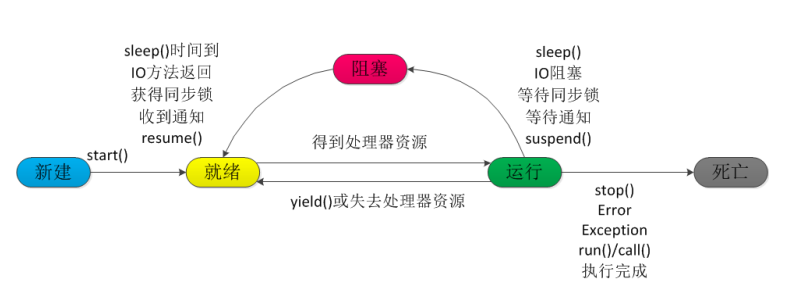 sleep()时间到
IO方法返回
获得同步锁
收到通知
resume()
阻塞
sleep()
IO阻塞
等待同步锁
等待通知
suspend()
新建
start()
就绪
得到处理器资源
yield()或失去处理器资源
运行
死亡
stop()
Error
Exception
run()/call()
执行完成